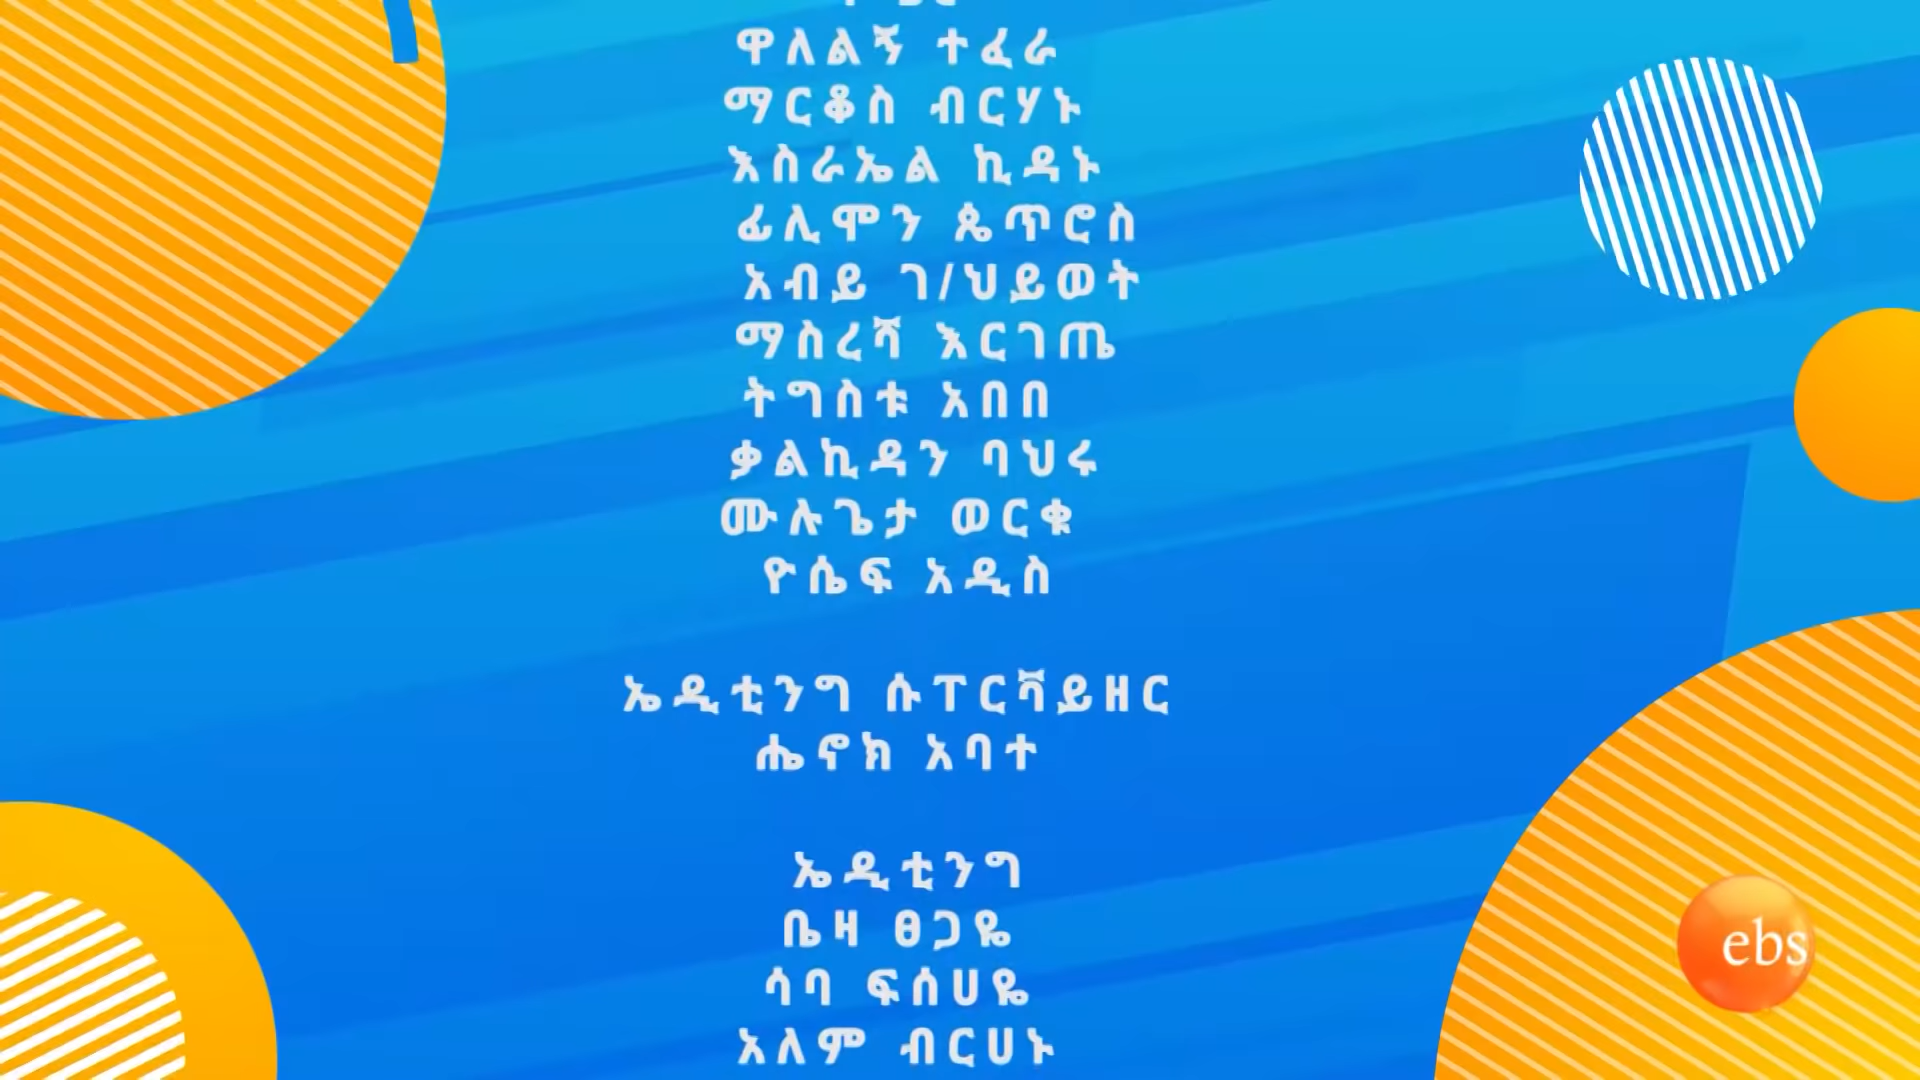 ዋለልኝ ተፈራ
ማርቆስ ብርሃኑ
እስራኤል ኪዳኑ
ፊሊሞን ጴጥሮስ
አብይ ገ/ህይወት
ማስረሻ እርገጤ
ትግስቱ አበበ
ቃልኪዳን ባህሩ
ሙሉጌታ ወርቁ
ዮሴፍ አዲስ
ኤዲቲንግ ሱፐርቫይዘር
ሔኖክ አባተ
ኤዲቲንግ
ቤዛ ፀጋዬ
ሳባ ፍሰሀዬ
አለም ብርሀኑ
ebs